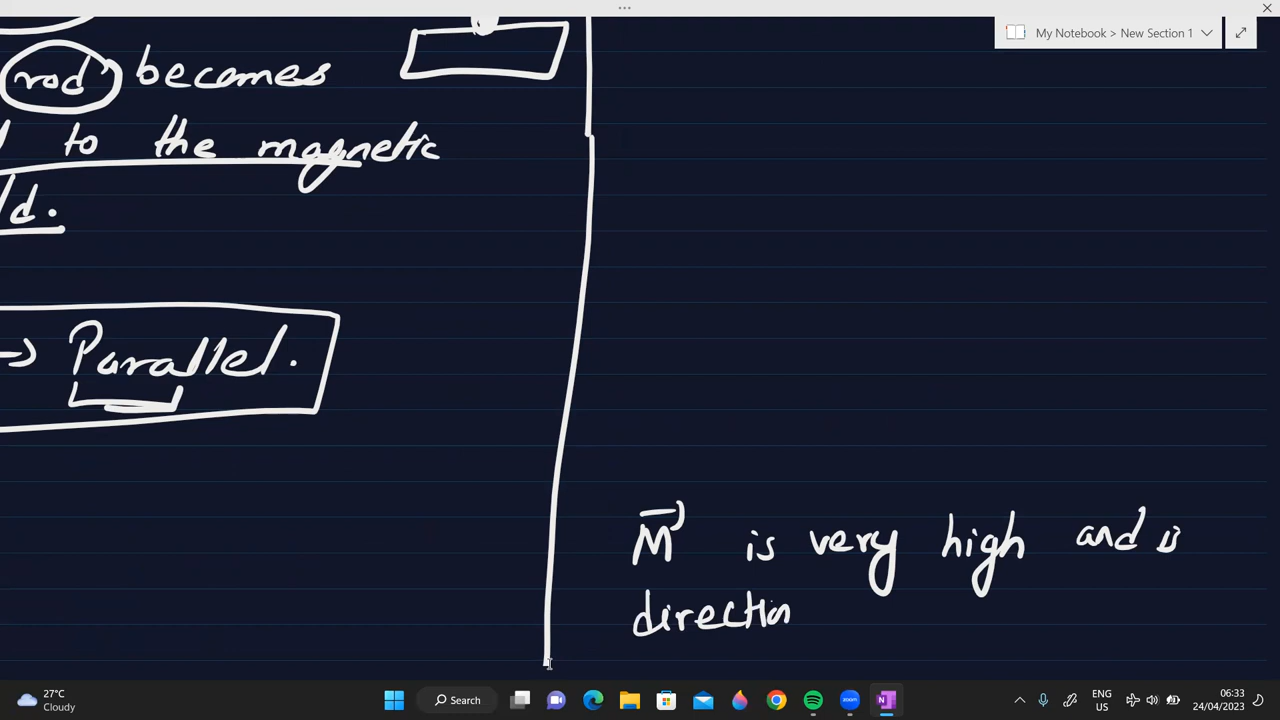 My Notebook > New Section 1
rod becomes
to the magnetic
ld.
→ Parallel.
M is very high and is
direction
27°C
Cloudy
Search
zoom
N
ENG
US
06:33
24/04/2023